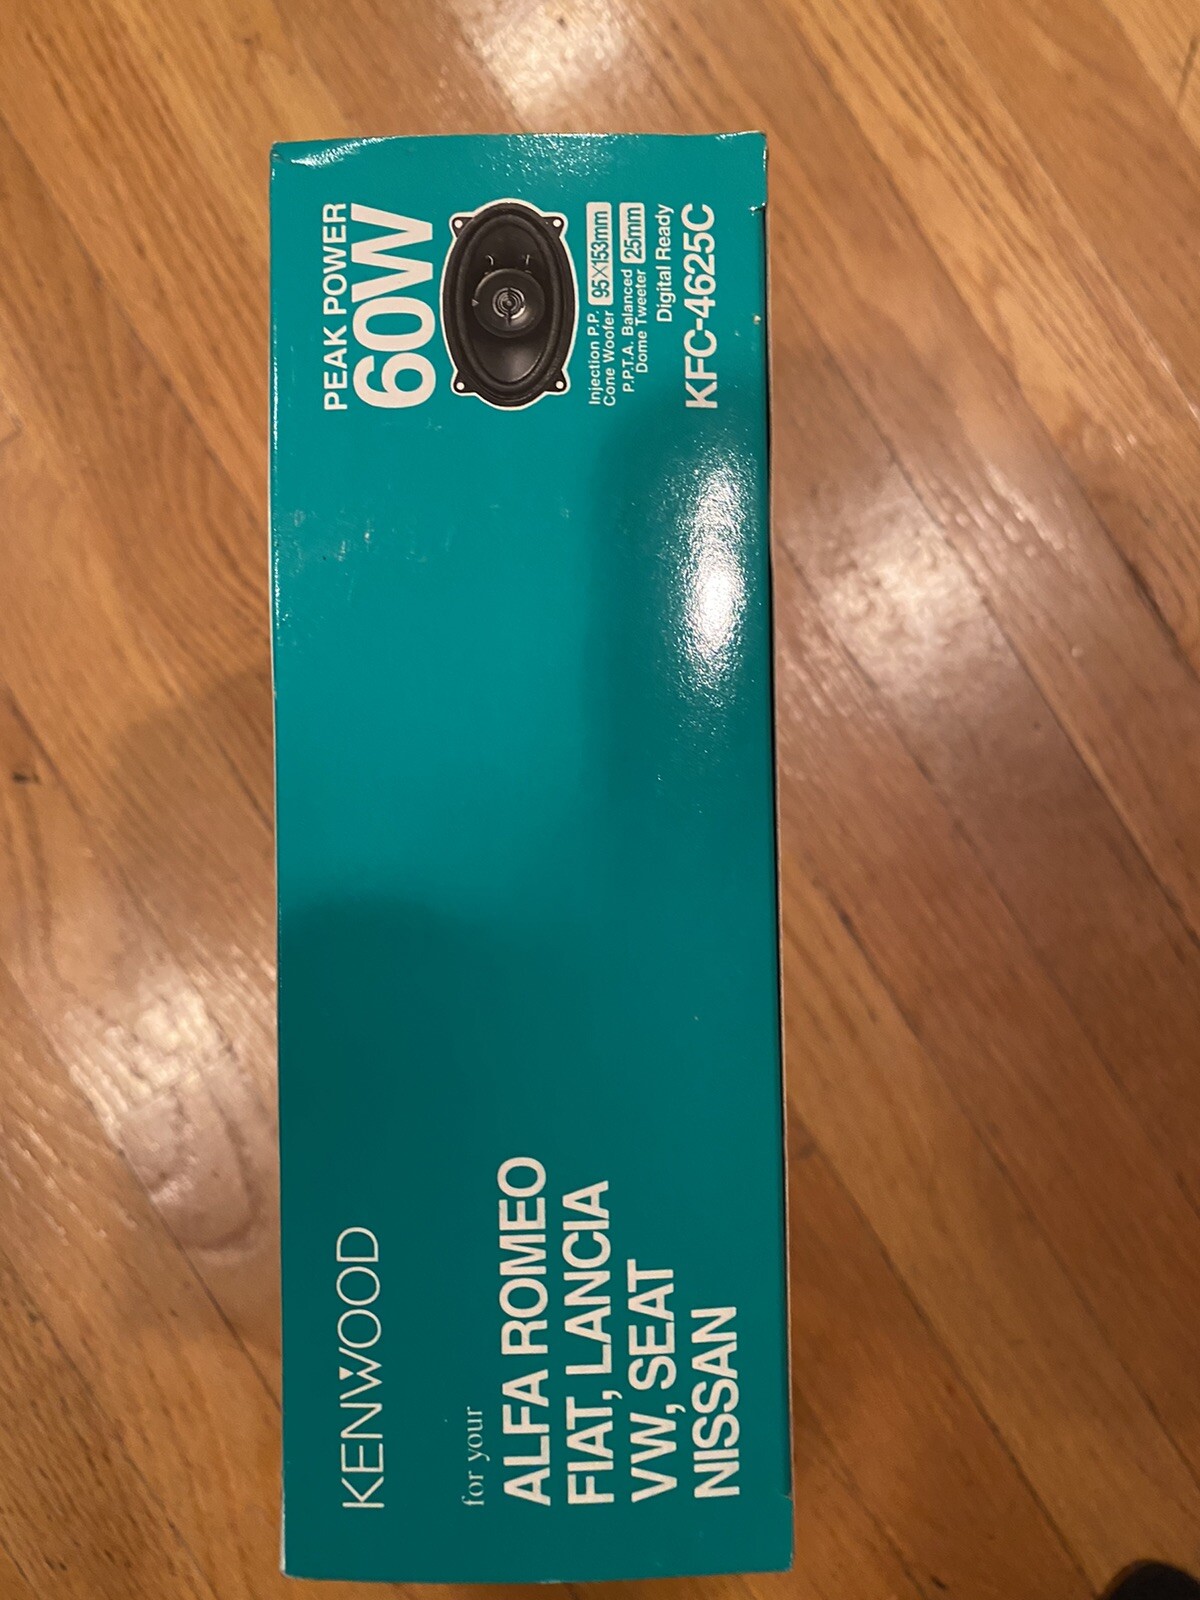 KENWOOD
for your
ALFA ROMEO
FIAT, LANCIA
VW, SEAT
NISSAN
PEAK POWER
60W
Injection P.P.
Cone Woofer 95×153mm
P.P.T.A. Balanced
Dome Tweeter 25mm
Digital Ready
KFC-4625C